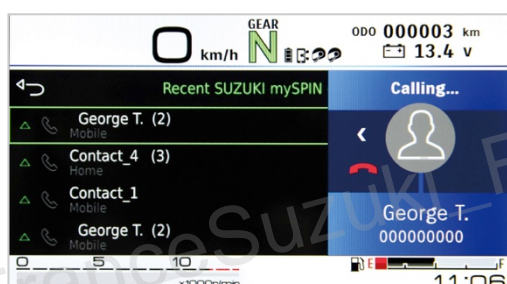 GEAR
0 km/h N
ODO 000003 km
13.4 V
Recent SUZUKI mySPIN
George T. (2)
Mobile
Contact_4 (3)
Home
Contact_1
Mobile
George T. (2)
Mobile
Calling...
George T.
000000000
0 5 10
x1000r/min
E F
11:06